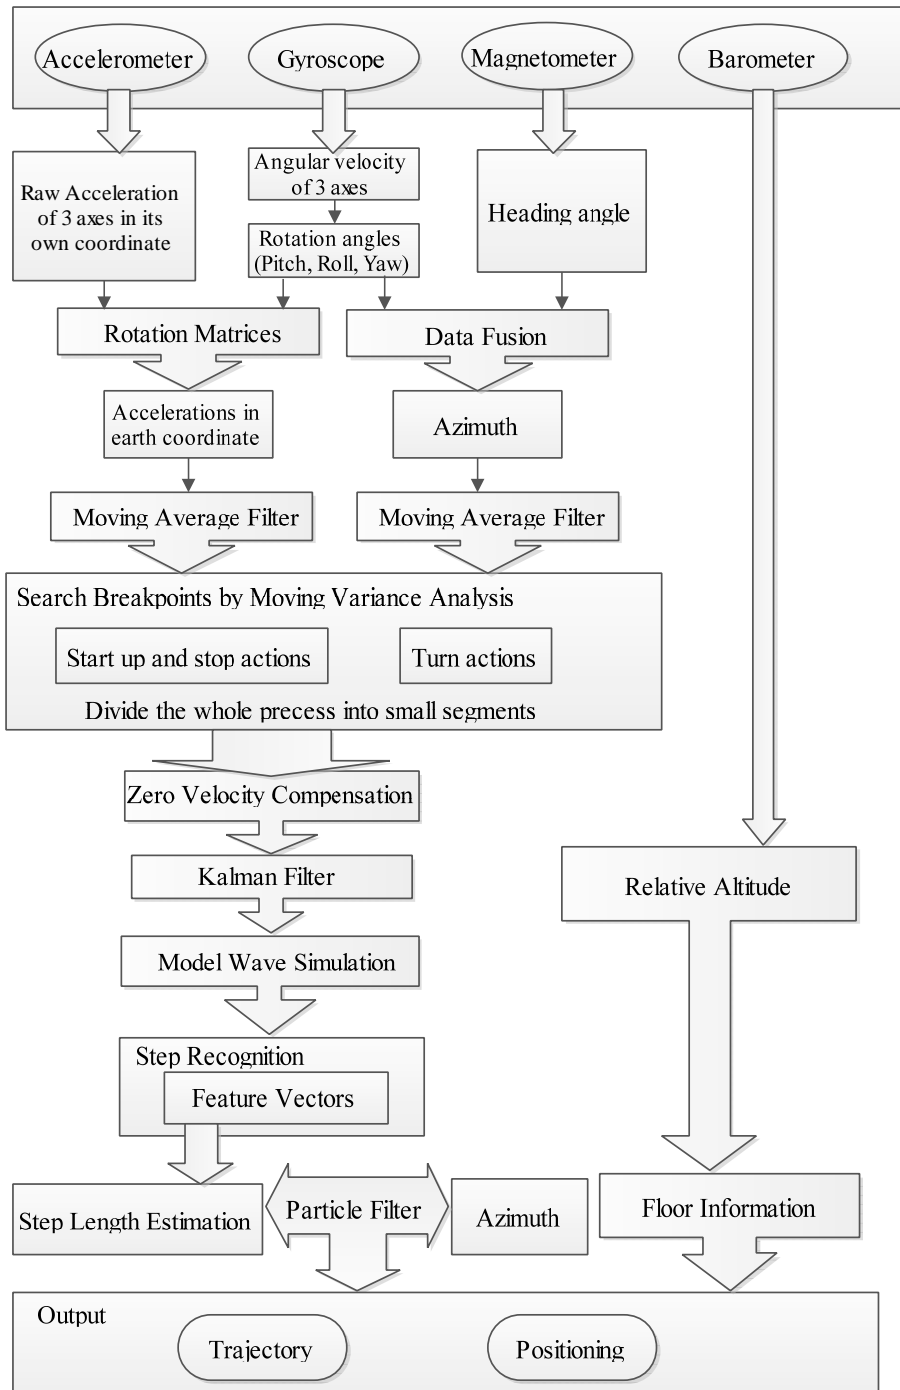 Accelerometer
Gyroscope
Magnetometer
Barometer
Raw Acceleration
of 3 axes in its
own coordinate
Angular velocity
of 3 axes
Heading angle
Rotation angles
(Pitch, Roll, Yaw)
Rotation Matrices
Data Fusion
Accelerations in
earth coordinate
Azimuth
Moving Average Filter
Moving Average Filter
Search Breakpoints by Moving Variance Analysis
Start up and stop actions
Turn actions
Divide the whole precess into small segments
Zero Velocity Compensation
Kalman Filter
Relative Altitude
Model Wave Simulation
Step Recognition
Feature Vectors
Step Length Estimation
Particle Filter
Azimuth
Floor Information
Output
Trajectory
Positioning